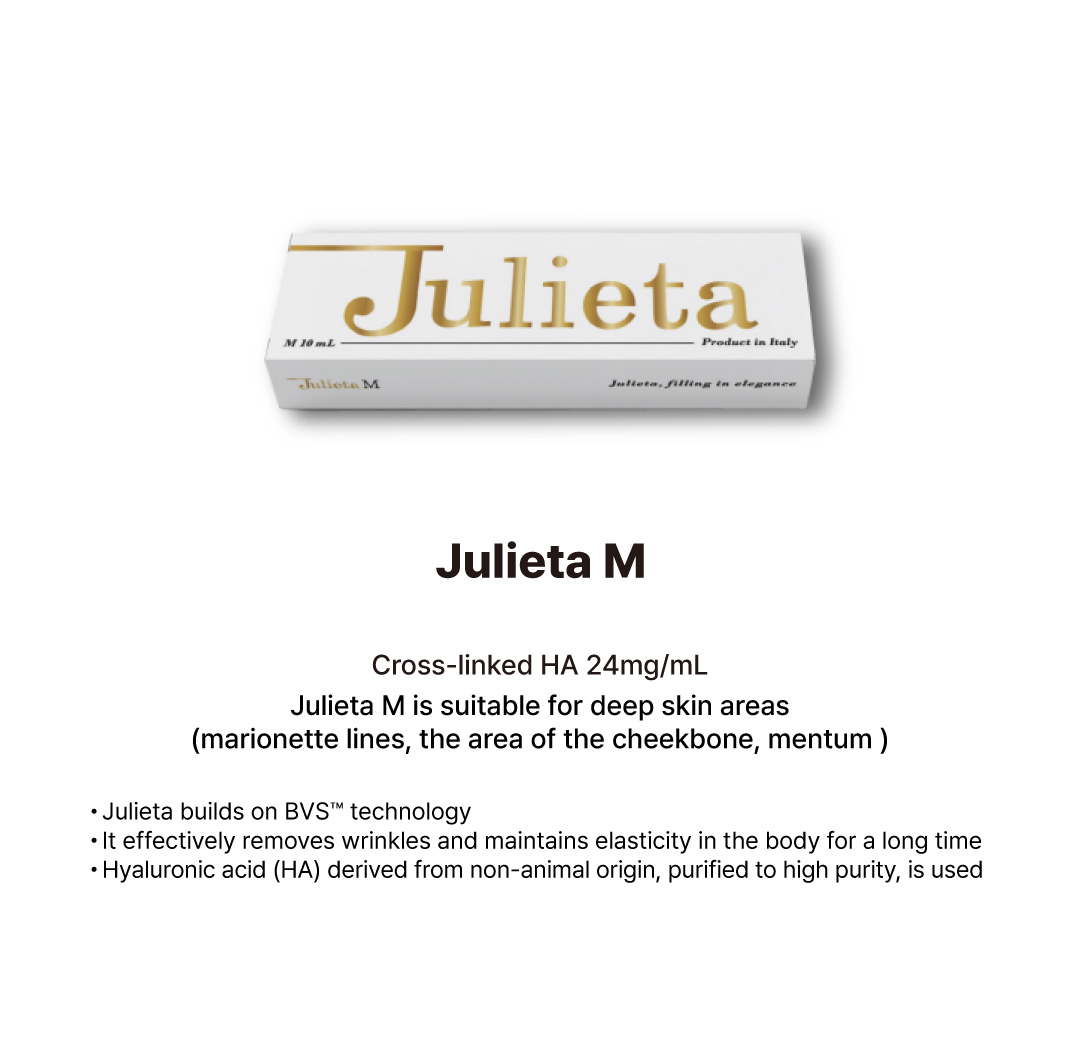 Julieta
M 10 mL
Product in Italy
Julieta M
Julieta, filling in elegance
Julieta M
Cross-linked HA 24mg/mL
Julieta M is suitable for deep skin areas
(marionette lines, the area of the cheekbone, mentum )
• Julieta builds on BVS™ technology
• It effectively removes wrinkles and maintains elasticity in the body for a long time
• Hyaluronic acid (HA) derived from non-animal origin, purified to high purity, is used